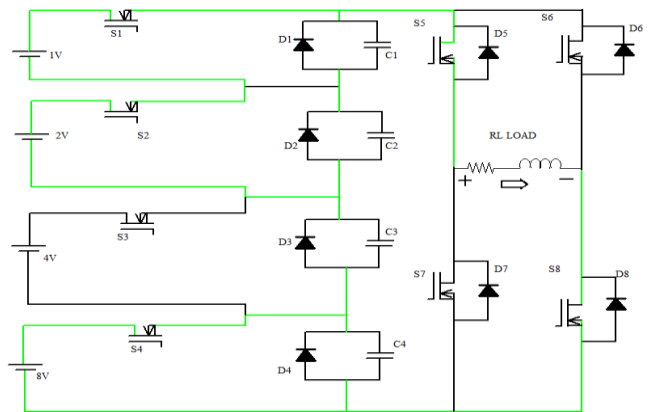 S1
1V
D1
C1
S5
D5
S6
D6
S2
2V
D2
C2
RL LOAD
+
−
S3
4V
D3
C3
S7
D7
S8
D8
S4
8V
D4
C4